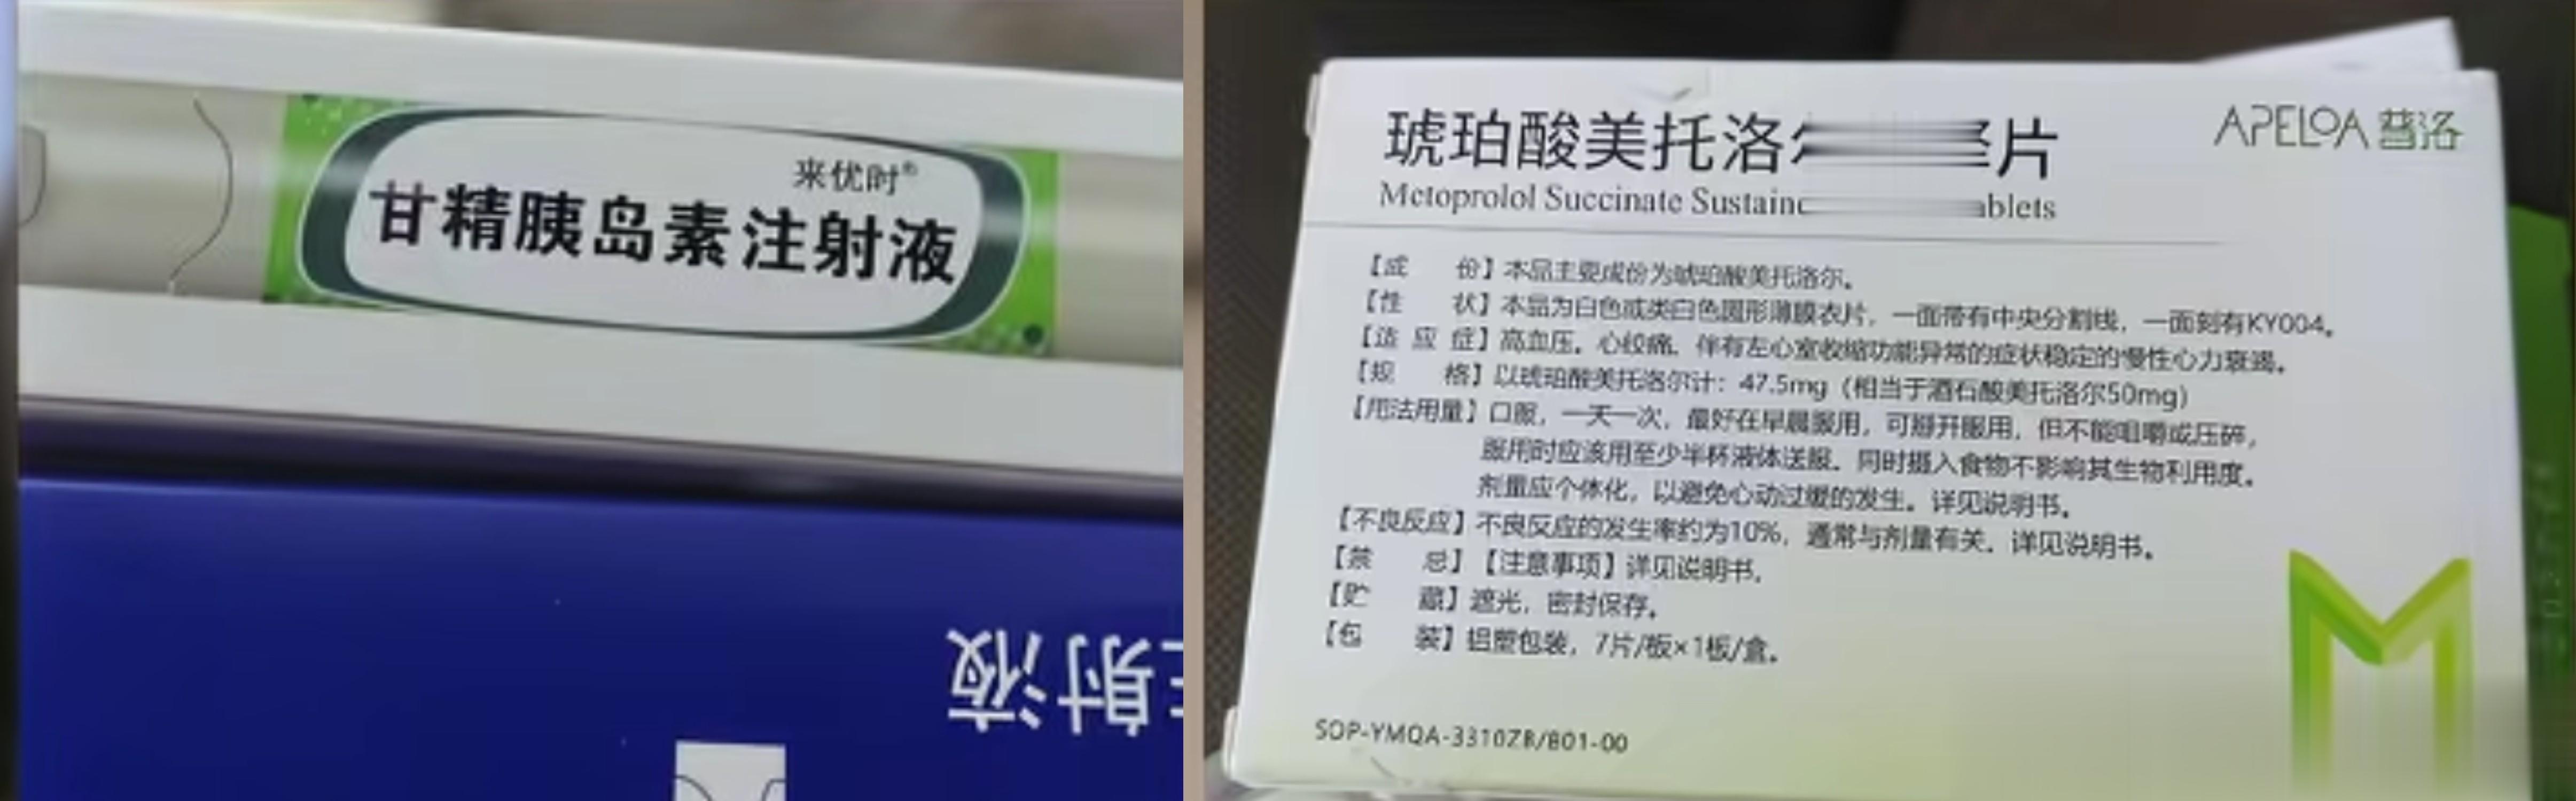 来优时®
甘精胰岛素注射液
注射液
琥珀酸美托洛 片
APELOA 普洛
Metoprolol Succinate
【成 份】本品主要成份为琥珀酸美托洛尔。
【性 状】本品为白色或类白色圆形薄膜衣片，一面带有中央分割线，一面刻有KY004。
【适 应 症】高血压。心绞痛。伴有左心室收缩功能异常的症状稳定的慢性心力衰竭。
【规 格】以琥珀酸美托洛尔计：47.5mg（相当于酒石酸美托洛尔50mg）
【用法用量】口服，一天一次，最好在早晨服用，可掰开服用，但不能咀嚼或压碎，
服用时应该用至少半杯液体送服。同时摄入食物不影响其生物利用度。
剂量应个体化，以避免心动过缓的发生。详见说明书。
【不良反应】不良反应的发生率约为10%，通常与剂量有关。详见说明书。
【禁 忌】【注意事项】详见说明书。
【贮 藏】遮光，密封保存。
【包 装】铝塑包装，7片/板×1板/盒。
SOP-YMQA-3310ZR/B01-00